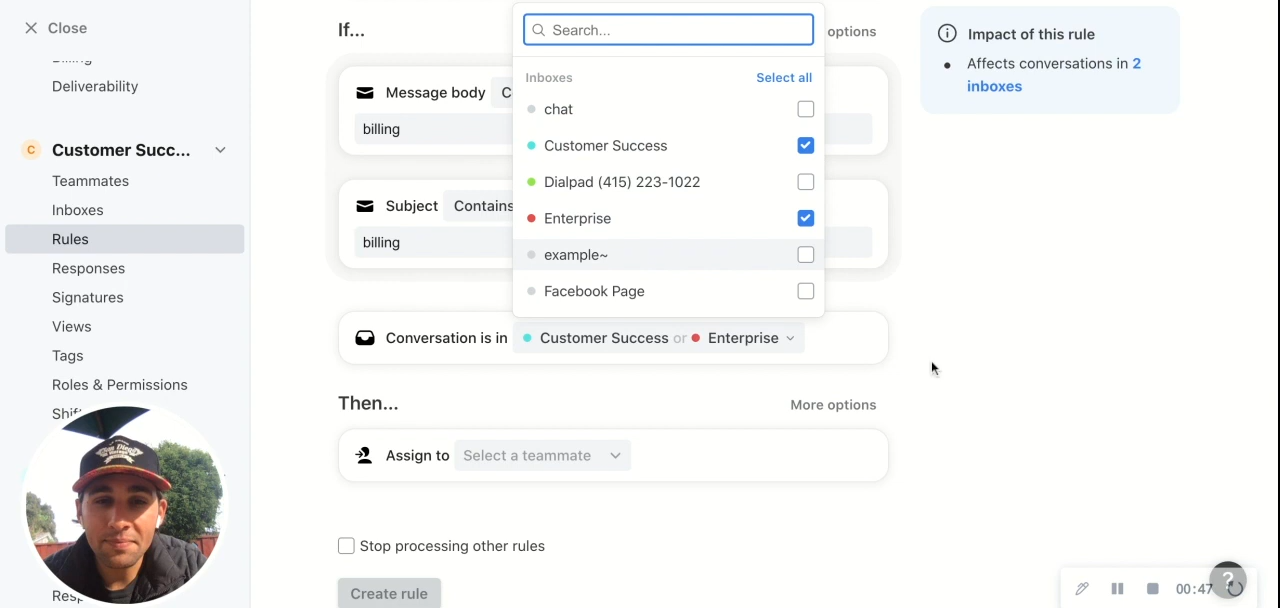 Close
Billing
Deliverability
C Customer Succ...
Teammates
Inboxes
Rules
Responses
Signatures
Views
Tags
Roles & Permissions
If...
options
Message body
billing
Subject Contains
billing
Search...
Inboxes Select all
chat
Customer Success
Dialpad (415) 223-1022
Enterprise
example~
Facebook Page
Conversation is in Customer Success or Enterprise
Then... More options
Assign to Select a teammate
Stop processing other rules
Create rule
Impact of this rule
Affects conversations in 2
inboxes
00:47
?